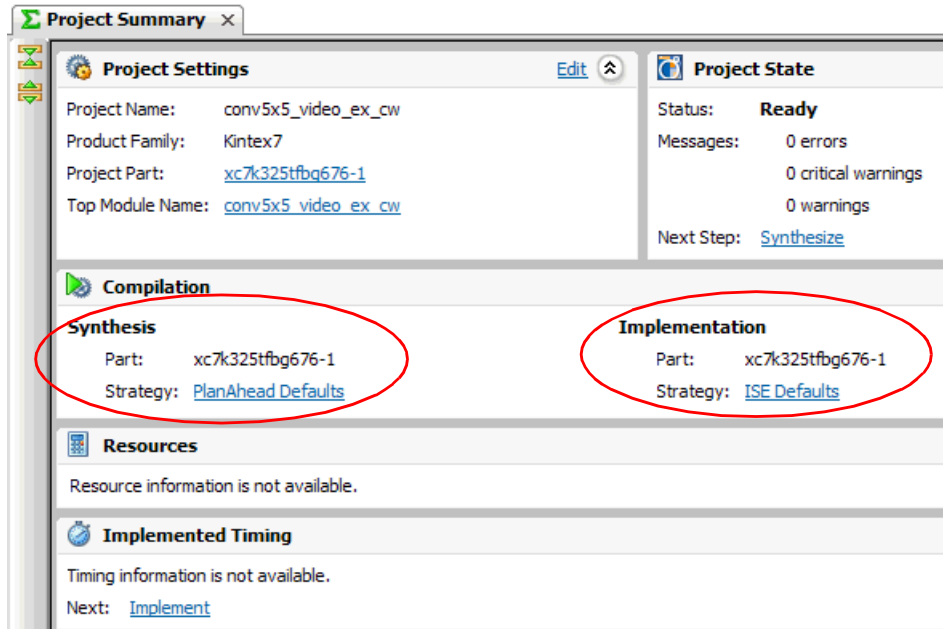 Project Summary
Project Settings
Edit
Project Name: conv5x5_video_ex_cw
Product Family: Kintex7
Project Part: xc7k325tfbg676-1
Top Module Name: conv5x5_video_ex_cw
Project State
Status: Ready
Messages: 0 errors
0 critical warnings
0 warnings
Next Step: Synthesize
Compilation
Synthesis
Part: xc7k325tfbg676-1
Strategy: PlanAhead Defaults
Implementation
Part: xc7k325tfbg676-1
Strategy: ISE Defaults
Resources
Resource information is not available.
Implemented Timing
Timing information is not available.
Next: Implement